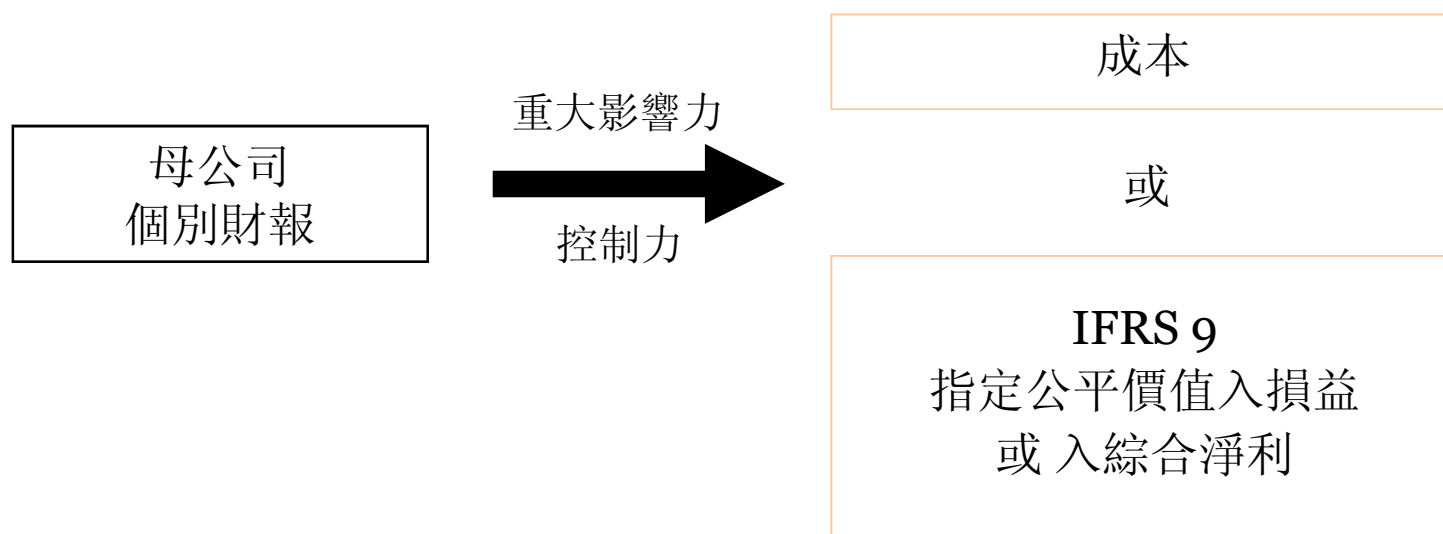 母公司
個別財報
重大影響力
控制力
成本
或
IFRS 9
指定公平價值入損益
或 入綜合淨利